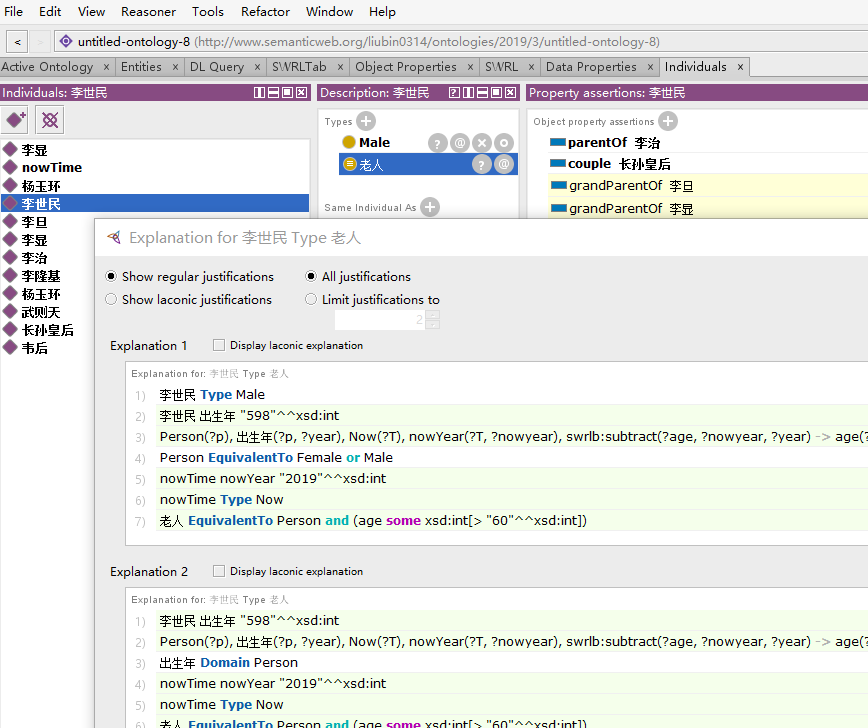 File Edit View Reasoner Tools Refactor Window Help
< > untitled-ontology-8 (http://www.semanticweb.org/liubin0314/ontologies/2019/3/untitled-ontology-8)
Active Ontology × Entities × DL Query × SWRLTab × Object Properties × SWRL × Data Properties × Individuals ×
Individuals: 李世民
李显
nowTime
杨玉环
李世民
李旦
李显
李治
李隆基
杨玉环
武则天
长孙皇后
韦后
Description: 李世民
Types
Male
老人
Same Individual As
Property assertions: 李世民
Object property assertions
parentOf 李治
couple 长孙皇后
grandParentOf 李旦
grandParentOf 李显
Explanation for 李世民 Type 老人
Show regular justifications All justifications
Show laconic justifications Limit justifications to
2
Explanation 1 Display laconic explanation
Explanation for: 李世民 Type 老人
1) 李世民 Type Male
2) 李世民 出生年 "598"^^xsd:int
3) Person(?p), 出生年(?p, ?year), Now(?T), nowYear(?T, ?nowyear), swrlb:subtract(?age, ?nowyear, ?year) -> age(?
4) Person EquivalentTo Female or Male
5) nowTime nowYear "2019"^^xsd:int
6) nowTime Type Now
7) 老人 EquivalentTo Person and (age some xsd:int[> "60"^^xsd:int])
Explanation 2 Display laconic explanation
Explanation for: 李世民 Type 老人
1) 李世民 出生年 "598"^^xsd:int
2) Person(?p), 出生年(?p, ?year), Now(?T), nowYear(?T, ?nowyear), swrlb:subtract(?age, ?nowyear, ?year) -> age(?
3) 出生年 Domain Person
4) nowTime nowYear "2019"^^xsd:int
5) nowTime Type Now
6) 老人 EquivalentTo Person and (age some xsd:int[> "60"^^xsd:int])